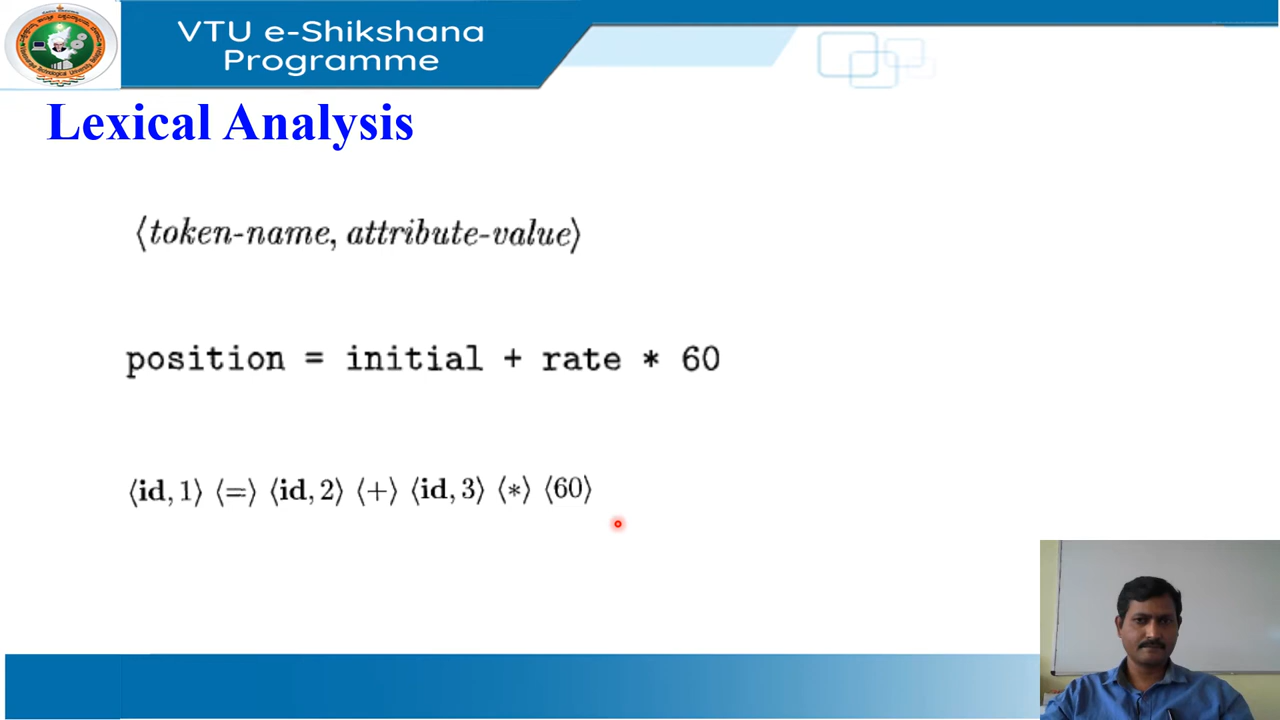 VTU e-Shikshana
Programme
Lexical Analysis
⟨token-name, attribute-value⟩
position = initial + rate * 60
⟨id, 1⟩ ⟨=⟩ ⟨id, 2⟩ ⟨+⟩ ⟨id, 3⟩ ⟨*⟩ ⟨60⟩